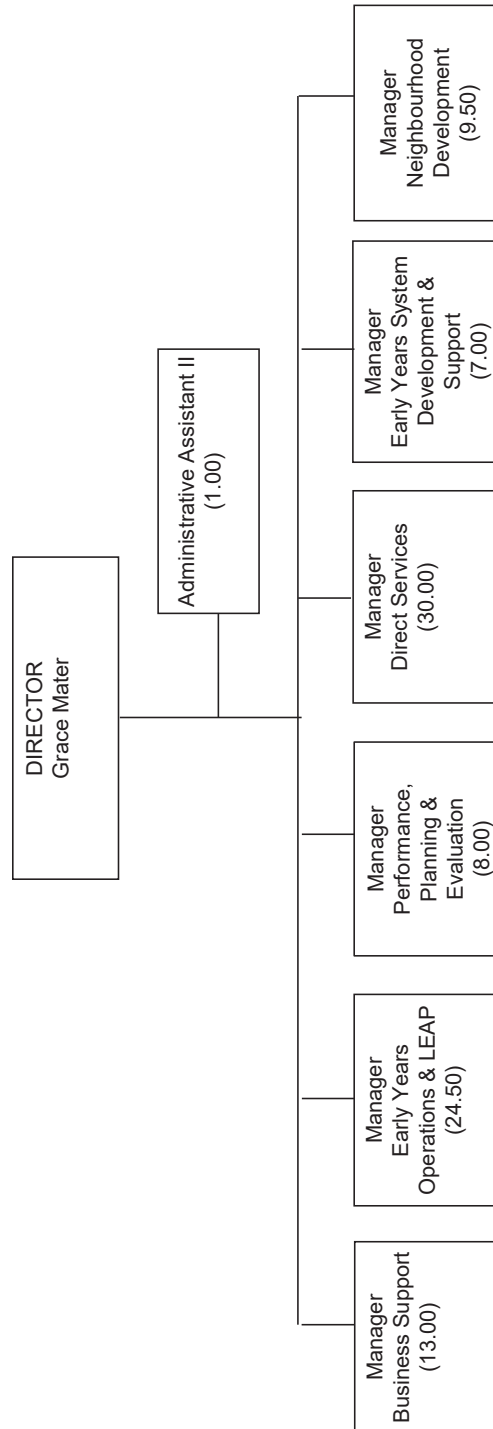 DIRECTOR
Grace Mater
Administrative Assistant II
(1.00)
Manager
Business Support
(13.00)
Manager
Early Years
Operations & LEAP
(24.50)
Manager
Performance,
Planning &
Evaluation
(8.00)
Manager
Direct Services
(30.00)
Manager
Early Years System
Development &
Support
(7.00)
Manager
Neighbourhood
Development
(9.50)